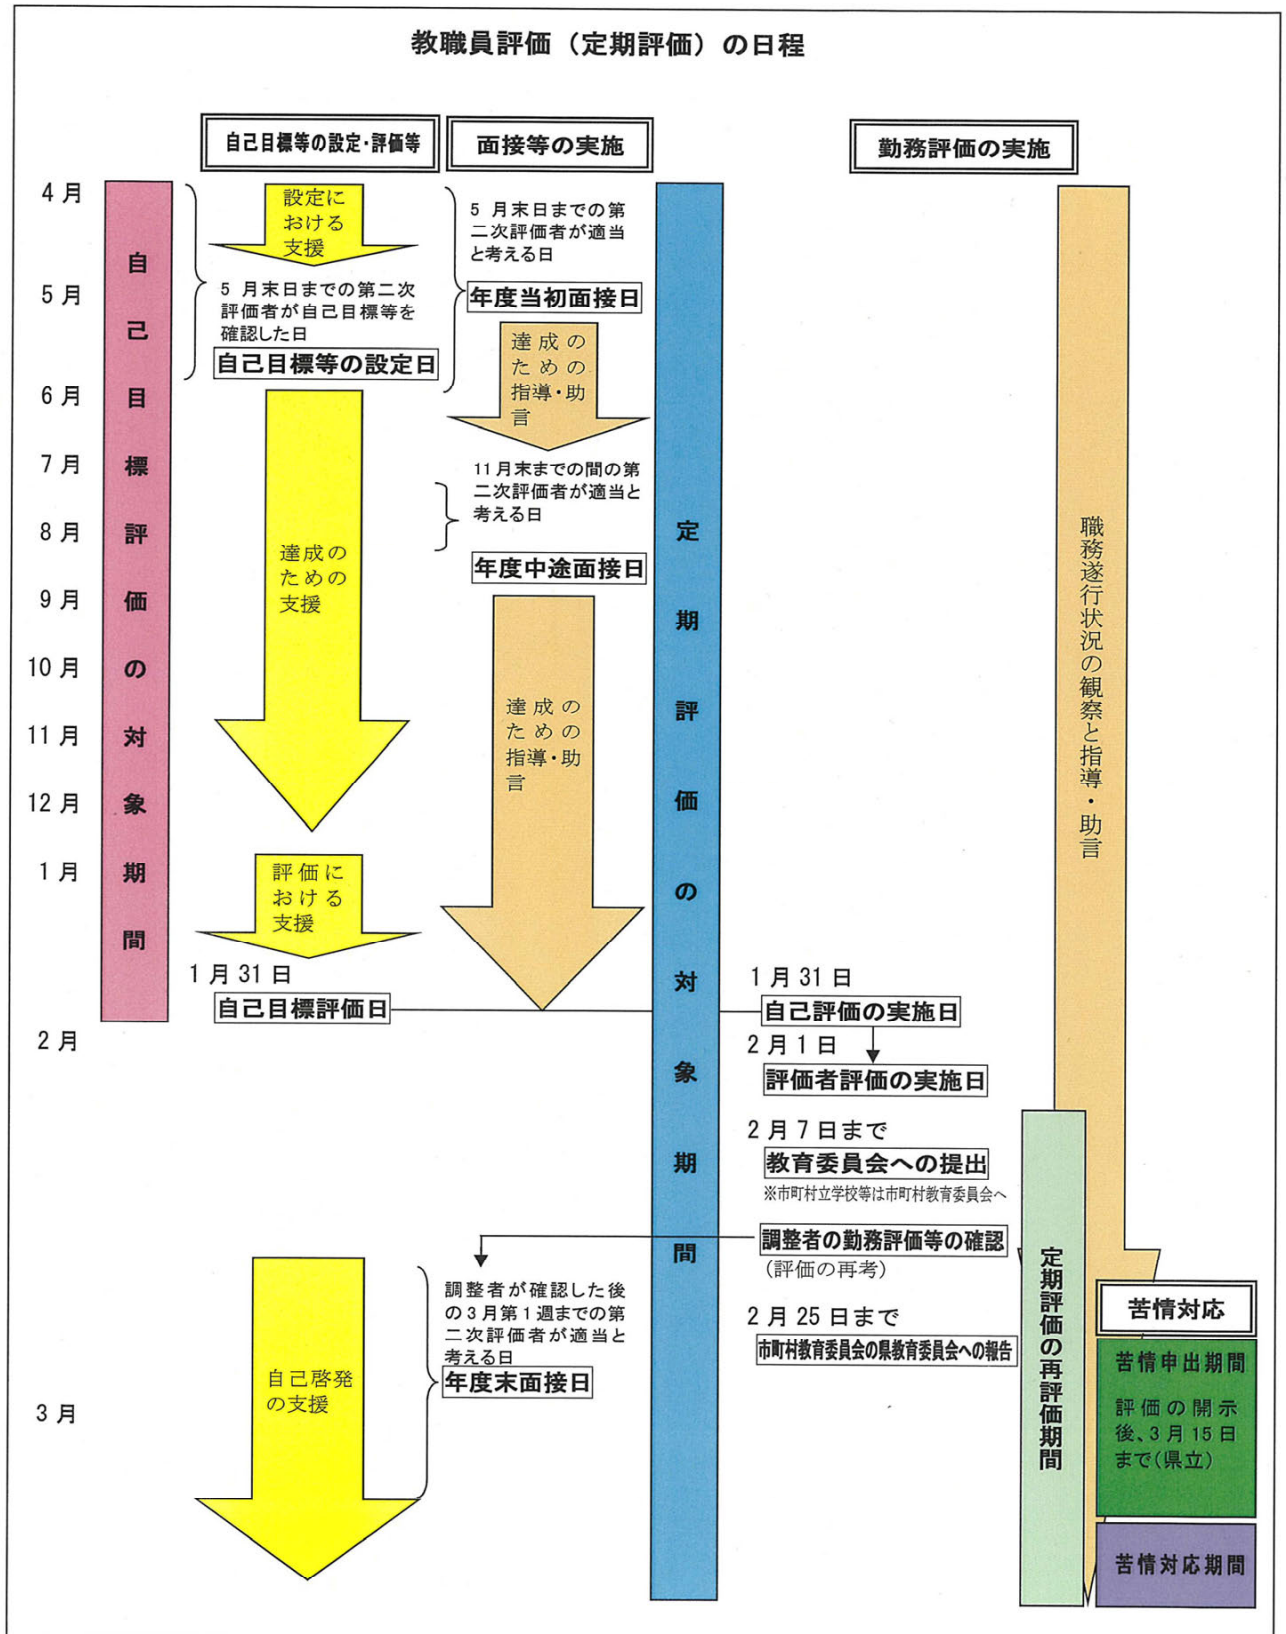 教職員評価（定期評価）の日程
自己目標等の設定・評価等
面接等の実施
勤務評価の実施
4月
5月
6月
7月
8月
9月
10月
11月
12月
1月
2月
3月
自己目標評価の対象期間
設定に
おける
支援
5 月末日までの第二次
評価者が自己目標等を
確認した日
自己目標等の設定日
達成の
ための
支援
評価に
おける
支援
1月31日
自己目標評価日
自己啓発
の支援
5 月末日までの第
二次評価者が適当
と考える日
年度当初面接日
達成の
ための
指導・助
言
11月末までの間の第
二次評価者が適当と
考える日
年度中途面接日
達成の
ための
指導・助
言
調整者が確認した後
の3月第1週までの第
二次評価者が適当と
考える日
年度末面接日
定期評価の対象期間
1月31日
自己評価の実施日
2月1日
評価者評価の実施日
2月7日まで
教育委員会への提出
※市町村立学校等は市町村教育委員会へ
調整者の勤務評価等の確認
(評価の再考)
2月25日まで
市町村教育委員会の県教育委員会への報告
職務遂行状況の観察と指導・助言
定期評価の再評価期間
苦情対応
苦情申出期間
評価の開示
後、3月15日
まで(県立)
苦情対応期間